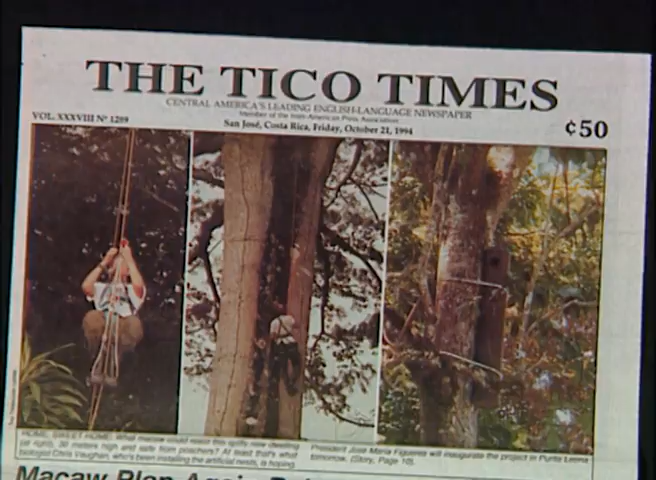 THE TICO TIMES
CENTRAL AMERICA'S LEADING ENGLISH-LANGUAGE NEWSPAPER
Member of the Inter-American Press Association
VOL. XXXVIII Nº 1289
San José, Costa Rica, Friday, October 21, 1994
¢50
HOME, SWEET HOME: What macaw could resist this spiffy new dwelling
(at right), 30 meters high and safe from poachers? At least that's what
biologist Chris Vaughan, who's been installing the artificial nests, is hoping.
President José María Figueres will inaugurate the project in Punta Leona
tomorrow. (Story, Page 10).
Macaw Plan Again